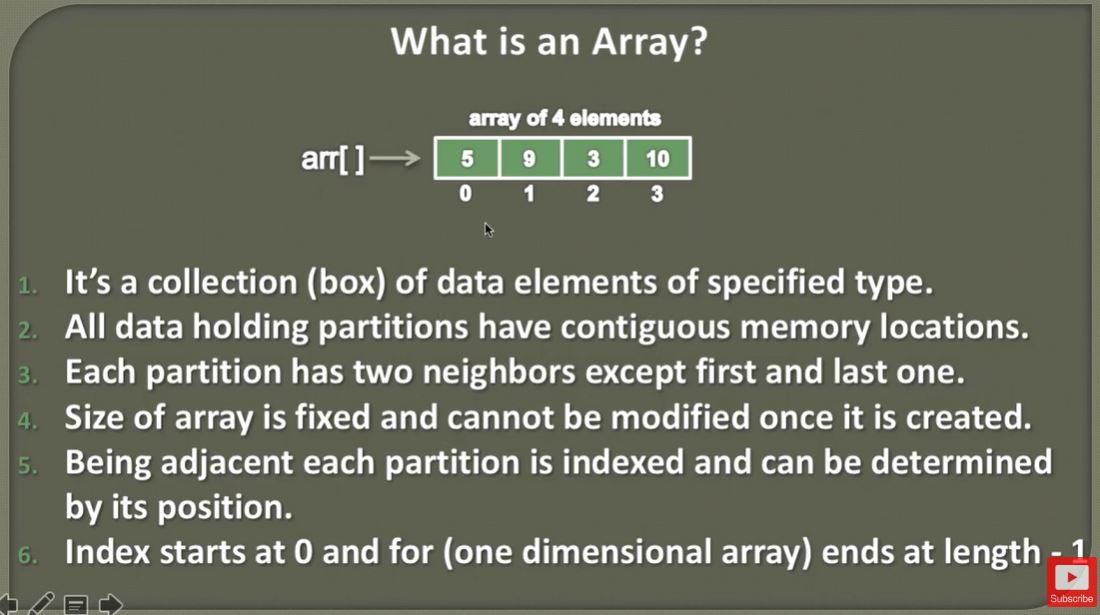 What is an Array?
array of 4 elements
arr[ ]
5 9 3 10
0 1 2 3
1. It's a collection (box) of data elements of specified type.
2. All data holding partitions have contiguous memory locations.
3. Each partition has two neighbors except first and last one.
4. Size of array is fixed and cannot be modified once it is created.
5. Being adjacent each partition is indexed and can be determined
by its position.
6. Index starts at 0 and for (one dimensional array) ends at length - 1
Subscribe